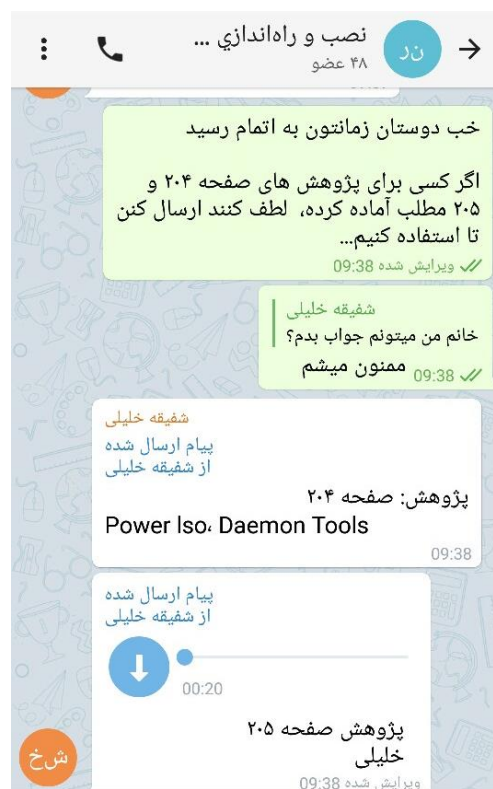 نصب و راه‌اندازي ...
۴۸ عضو
نر
خب دوستان زمانتون به اتمام رسید
اگر کسی برای پژوهش های صفحه ۲۰۴ و
۲۰۵ مطلب آماده کرده، لطف کنند ارسال کنن
تا استفاده کنیم...
ویرایش شده 09:38
شفیقه خلیلی
خانم من میتونم جواب بدم؟
ممنون میشم
09:38
شفیقه خلیلی
پیام ارسال شده
از شفیقه خلیلی
پژوهش: صفحه ۲۰۴
Power Iso، Daemon Tools
09:38
پیام ارسال شده
از شفیقه خلیلی
00:20
پژوهش صفحه ۲۰۵
خلیلی
ویرایش شده 09:38
ش‌خ